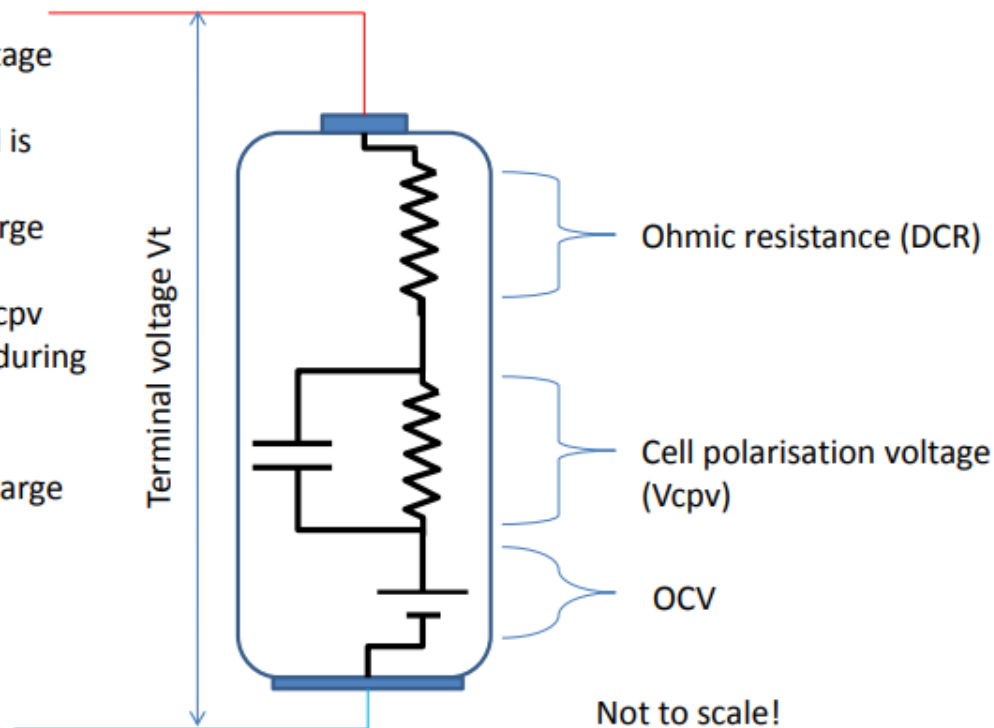 tage
is
rge
cpv
during
arge
Terminal voltage Vt
Ohmic resistance (DCR)
Cell polarisation voltage
(Vcpv)
OCV
Not to scale!